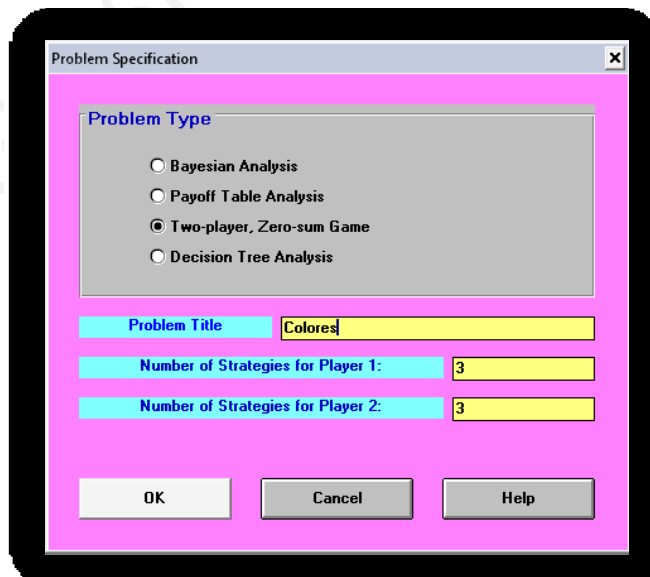 Problem Specification
Problem Type
Bayesian Analysis
Payoff Table Analysis
Two-player, Zero-sum Game
Decision Tree Analysis
Problem Title Colores
Number of Strategies for Player 1: 3
Number of Strategies for Player 2: 3
OK Cancel Help